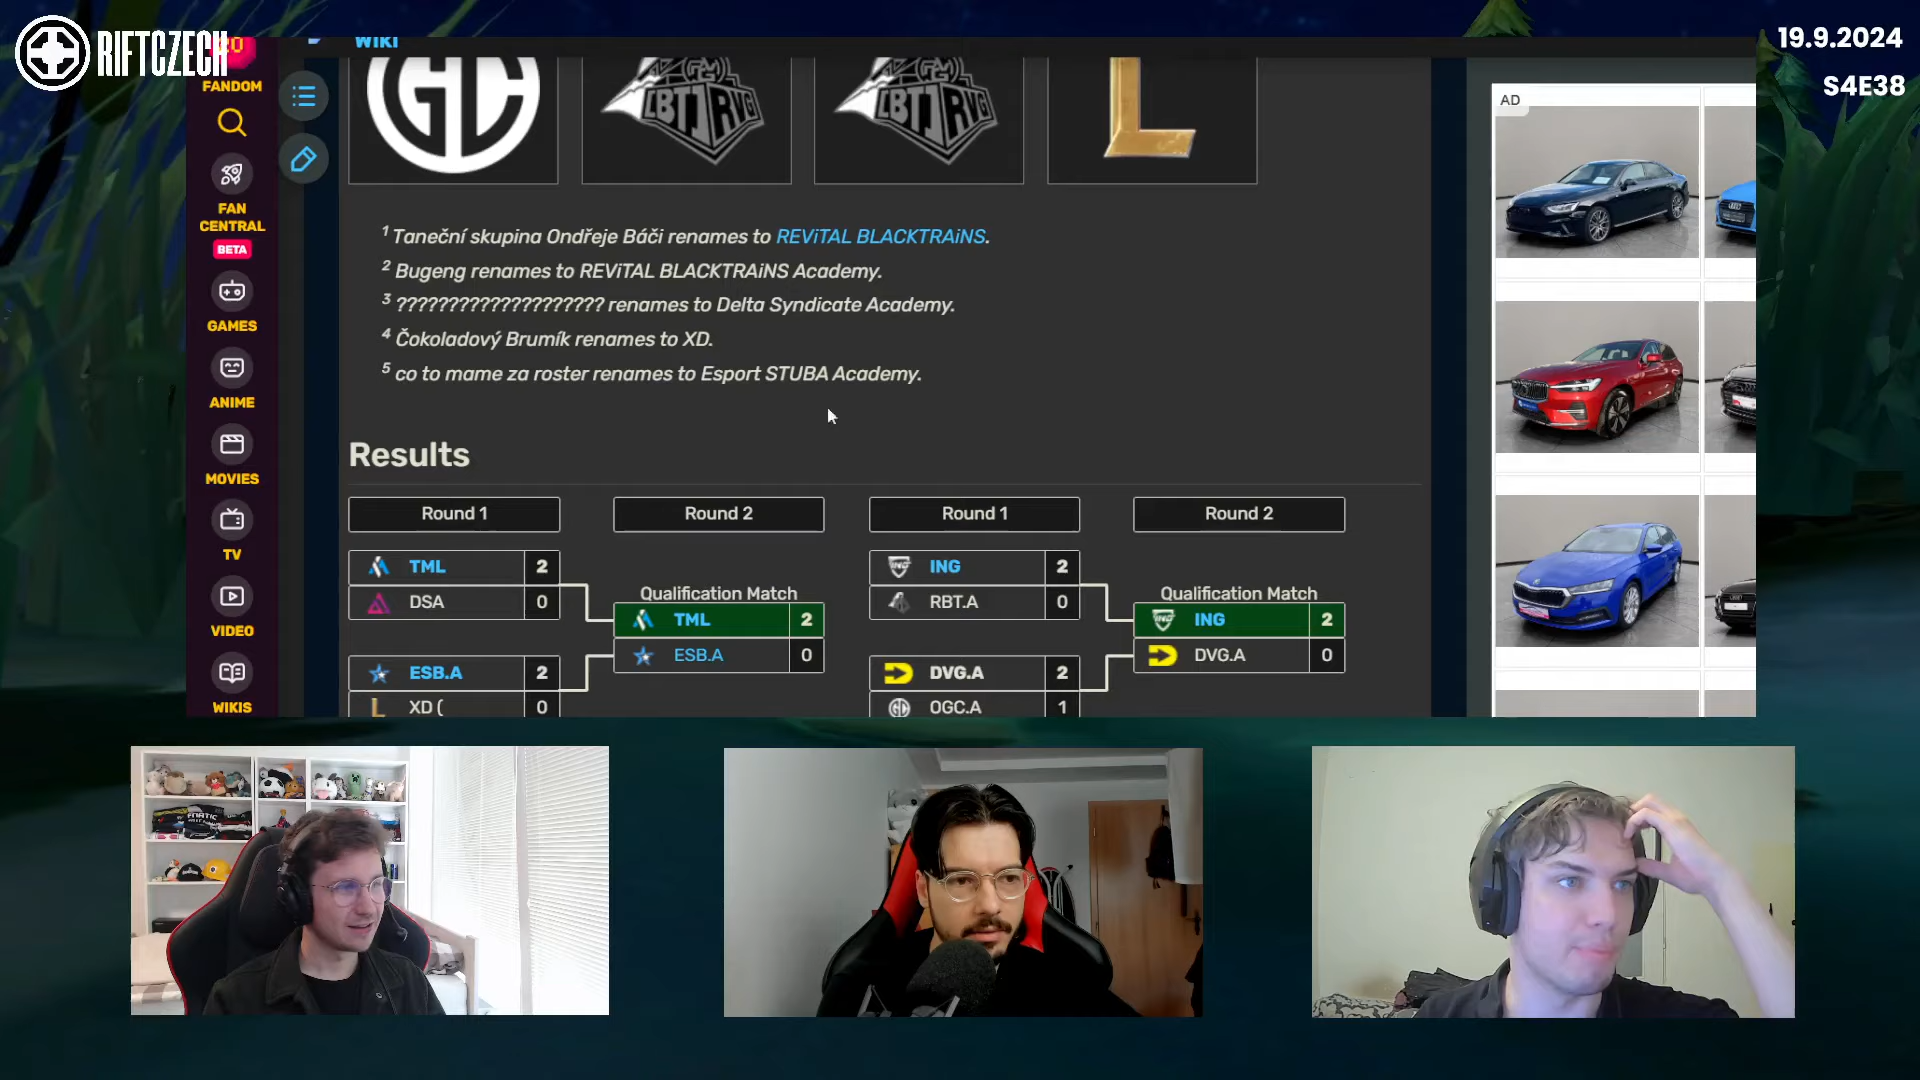 RIFTCZECH
19.9.2024
S4E38
20
FANDOM
FAN
CENTRAL
BETA
GAMES
ANIME
MOVIES
TV
VIDEO
WIKIS
WIKI
GC
L
AD
1 Taneční skupina Ondřeje Báči renames to REViTAL BLACKTRAiNS.
2 Bugeng renames to REViTAL BLACKTRAiNS Academy.
3 ???????????????????? renames to Delta Syndicate Academy.
4 Čokoladový Brumík renames to XD.
5 co to mame za roster renames to Esport STUBA Academy.
Results
Round 1
Round 2
Round 1
Round 2
TML 2
DSA 0
Qualification Match
TML 2
ESB.A 0
ESB.A 2
XD ( 0
ING 2
RBT.A 0
Qualification Match
ING 2
DVG.A 0
DVG.A 2
OGC.A 1
FNATIC